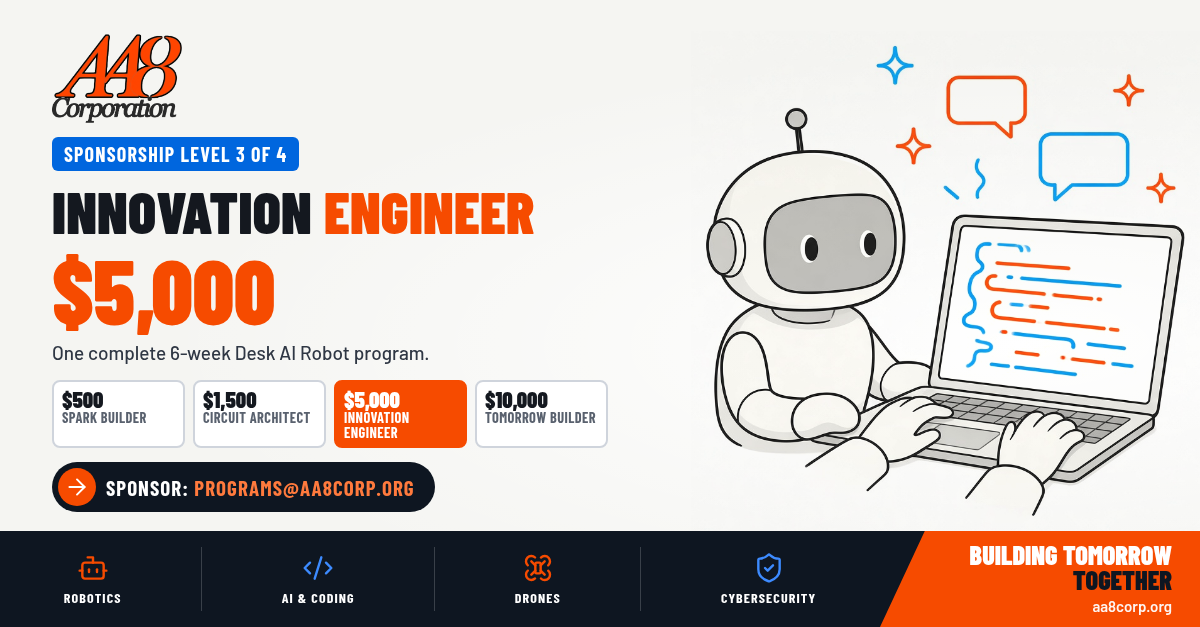 AA8
Corporation
SPONSORSHIP LEVEL 3 OF 4
INNOVATION ENGINEER
$5,000
One complete 6-week Desk AI Robot program.
$500
SPARK BUILDER
$1,500
CIRCUIT ARCHITECT
$5,000
INNOVATION
ENGINEER
$10,000
TOMORROW BUILDER
SPONSOR: PROGRAMS@AA8CORP.ORG
ROBOTICS
AI & CODING
DRONES
CYBERSECURITY
BUILDING TOMORROW
TOGETHER
aa8corp.org